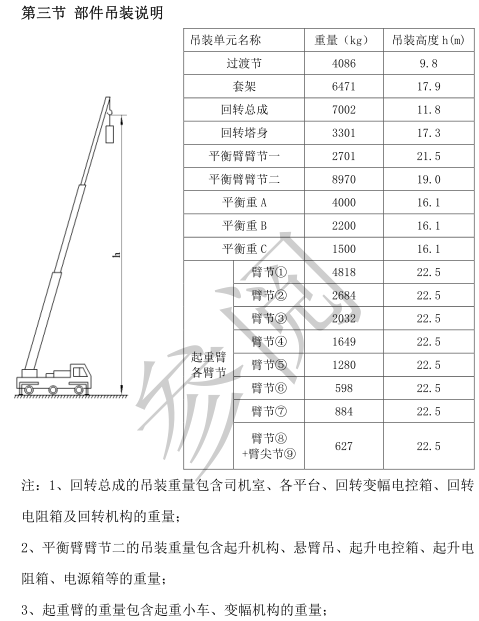 第三节 部件吊装说明
吊装单元名称 重量（kg） 吊装高度h(m)
过渡节 4086 9.8
套架 6471 17.9
回转总成 7002 11.8
回转塔身 3301 17.3
平衡臂臂节一 2701 21.5
平衡臂臂节二 8970 19.0
平衡重A 4000 16.1
平衡重B 2200 16.1
平衡重C 1500 16.1
起重臂
各臂节
臂节① 4818 22.5
臂节② 2684 22.5
臂节③ 2032 22.5
臂节④ 1649 22.5
臂节⑤ 1280 22.5
臂节⑥ 598 22.5
臂节⑦ 884 22.5
臂节⑧
+臂尖节⑨ 627 22.5
h
参阅
注：1、回转总成的吊装重量包含司机室、各平台、回转变幅电控箱、回转
电阻箱及回转机构的重量；
2、平衡臂臂节二的吊装重量包含起升机构、悬臂吊、起升电控箱、起升电
阻箱、电源箱等的重量；
3、起重臂的重量包含起重小车、变幅机构的重量；